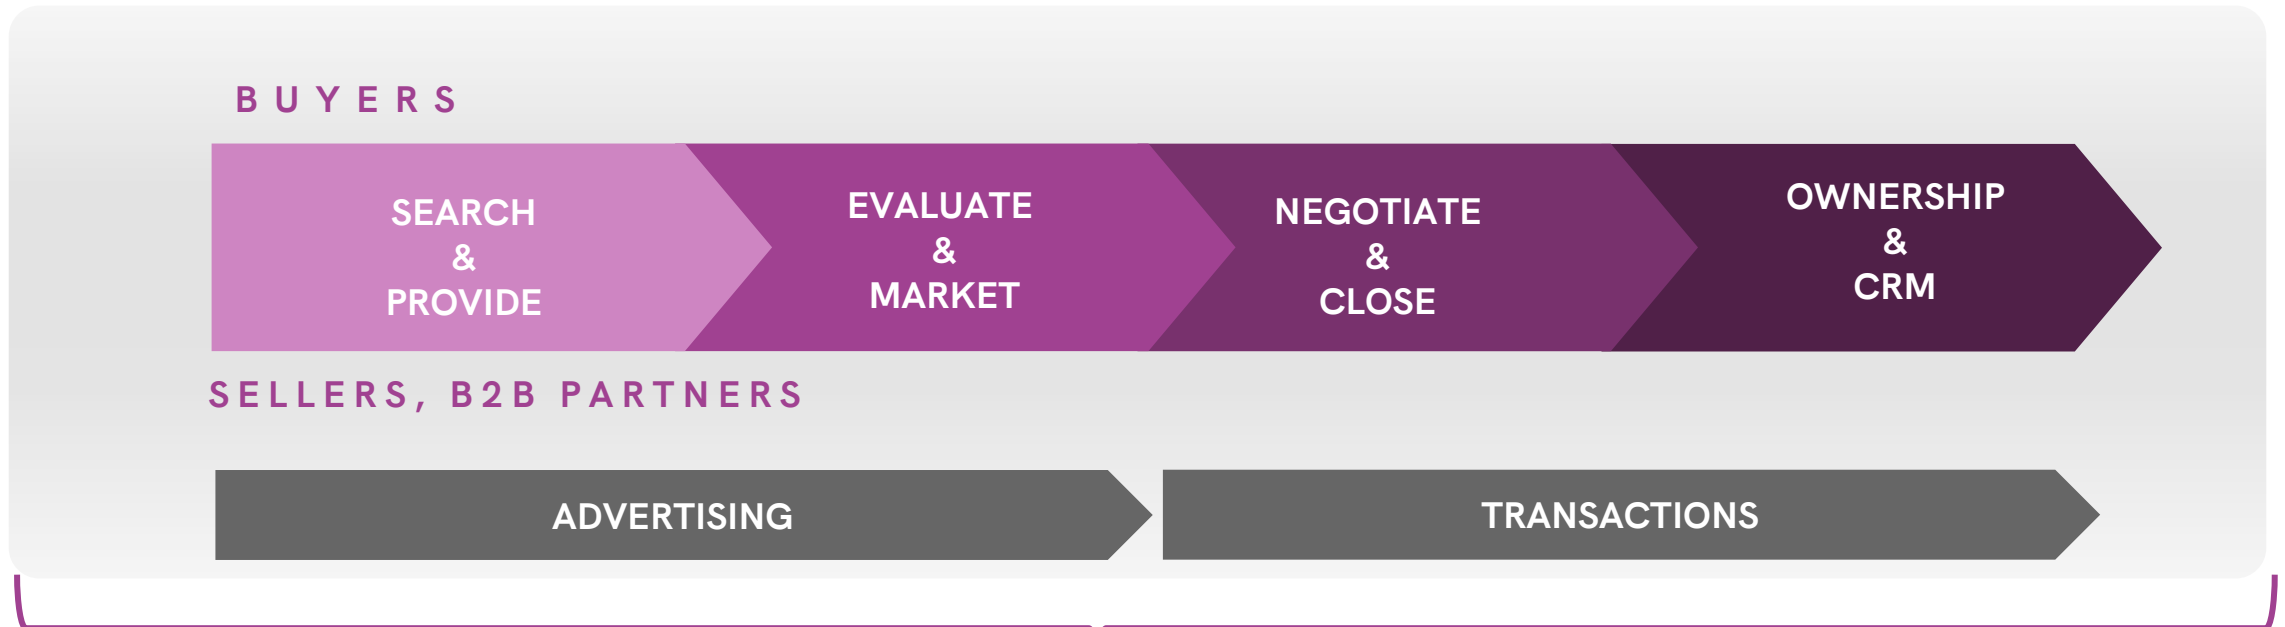 BUYERS
SEARCH
&
PROVIDE
EVALUATE
&
MARKET
NEGOTIATE
&
CLOSE
OWNERSHIP
&
CRM
SELLERS, B2B PARTNERS
ADVERTISING
TRANSACTIONS